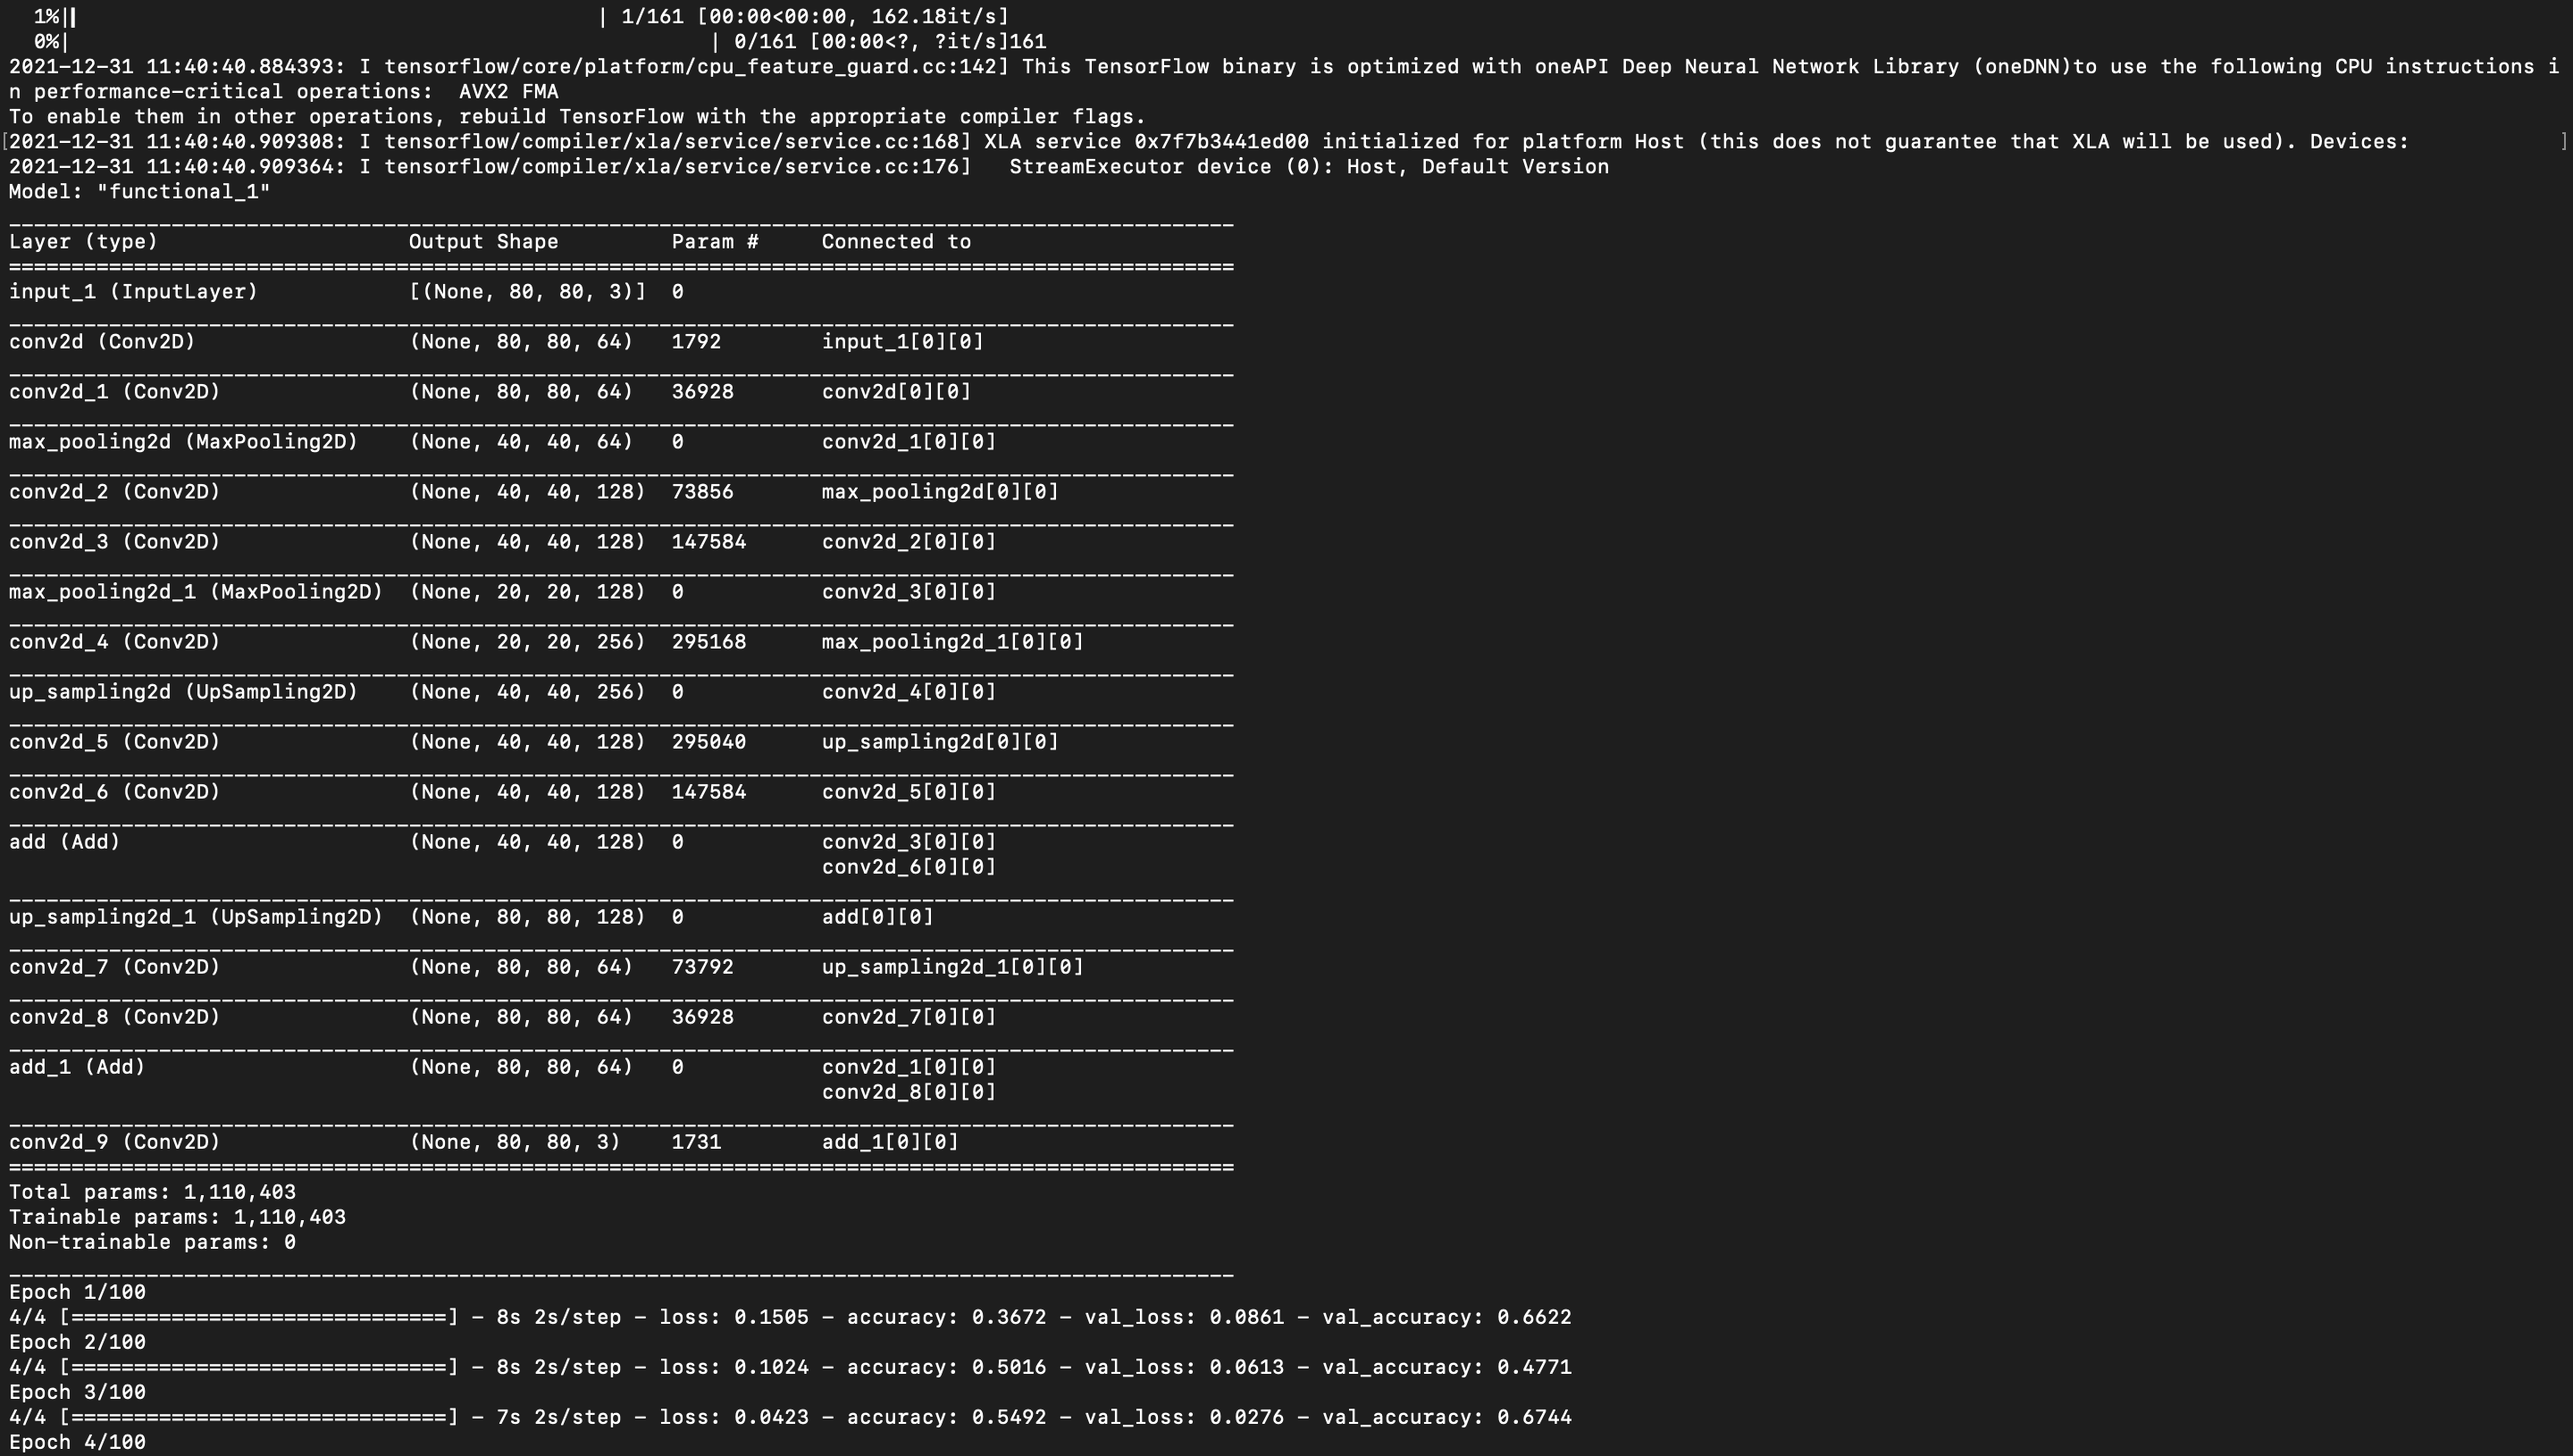 1%|▌ | 1/161 [00:00<00:00, 162.18it/s]
0%| | 0/161 [00:00<?, ?it/s]161
2021-12-31 11:40:40.884393: I tensorflow/core/platform/cpu_feature_guard.cc:142] This TensorFlow binary is optimized with oneAPI Deep Neural Network Library (oneDNN)to use the following CPU instructions i
n performance-critical operations:  AVX2 FMA
To enable them in other operations, rebuild TensorFlow with the appropriate compiler flags.
[2021-12-31 11:40:40.909308: I tensorflow/compiler/xla/service/service.cc:168] XLA service 0x7f7b3441ed00 initialized for platform Host (this does not guarantee that XLA will be used). Devices: ]
2021-12-31 11:40:40.909364: I tensorflow/compiler/xla/service/service.cc:176]   StreamExecutor device (0): Host, Default Version
Model: "functional_1"
__________________________________________________________________________________________________
Layer (type)                    Output Shape         Param #     Connected to
==================================================================================================
input_1 (InputLayer)            [(None, 80, 80, 3)]  0
__________________________________________________________________________________________________
conv2d (Conv2D)                 (None, 80, 80, 64)   1792        input_1[0][0]
__________________________________________________________________________________________________
conv2d_1 (Conv2D)               (None, 80, 80, 64)   36928       conv2d[0][0]
__________________________________________________________________________________________________
max_pooling2d (MaxPooling2D)    (None, 40, 40, 64)   0           conv2d_1[0][0]
__________________________________________________________________________________________________
conv2d_2 (Conv2D)               (None, 40, 40, 128)  73856       max_pooling2d[0][0]
__________________________________________________________________________________________________
conv2d_3 (Conv2D)               (None, 40, 40, 128)  147584      conv2d_2[0][0]
__________________________________________________________________________________________________
max_pooling2d_1 (MaxPooling2D)  (None, 20, 20, 128)  0           conv2d_3[0][0]
__________________________________________________________________________________________________
conv2d_4 (Conv2D)               (None, 20, 20, 256)  295168      max_pooling2d_1[0][0]
__________________________________________________________________________________________________
up_sampling2d (UpSampling2D)    (None, 40, 40, 256)  0           conv2d_4[0][0]
__________________________________________________________________________________________________
conv2d_5 (Conv2D)               (None, 40, 40, 128)  295040      up_sampling2d[0][0]
__________________________________________________________________________________________________
conv2d_6 (Conv2D)               (None, 40, 40, 128)  147584      conv2d_5[0][0]
__________________________________________________________________________________________________
add (Add)                       (None, 40, 40, 128)  0           conv2d_3[0][0]
                                                                 conv2d_6[0][0]
__________________________________________________________________________________________________
up_sampling2d_1 (UpSampling2D)  (None, 80, 80, 128)  0           add[0][0]
__________________________________________________________________________________________________
conv2d_7 (Conv2D)               (None, 80, 80, 64)   73792       up_sampling2d_1[0][0]
__________________________________________________________________________________________________
conv2d_8 (Conv2D)               (None, 80, 80, 64)   36928       conv2d_7[0][0]
__________________________________________________________________________________________________
add_1 (Add)                     (None, 80, 80, 64)   0           conv2d_1[0][0]
                                                                 conv2d_8[0][0]
__________________________________________________________________________________________________
conv2d_9 (Conv2D)               (None, 80, 80, 3)    1731        add_1[0][0]
==================================================================================================
Total params: 1,110,403
Trainable params: 1,110,403
Non-trainable params: 0
__________________________________________________________________________________________________
Epoch 1/100
4/4 [==============================] - 8s 2s/step - loss: 0.1505 - accuracy: 0.3672 - val_loss: 0.0861 - val_accuracy: 0.6622
Epoch 2/100
4/4 [==============================] - 8s 2s/step - loss: 0.1024 - accuracy: 0.5016 - val_loss: 0.0613 - val_accuracy: 0.4771
Epoch 3/100
4/4 [==============================] - 7s 2s/step - loss: 0.0423 - accuracy: 0.5492 - val_loss: 0.0276 - val_accuracy: 0.6744
Epoch 4/100